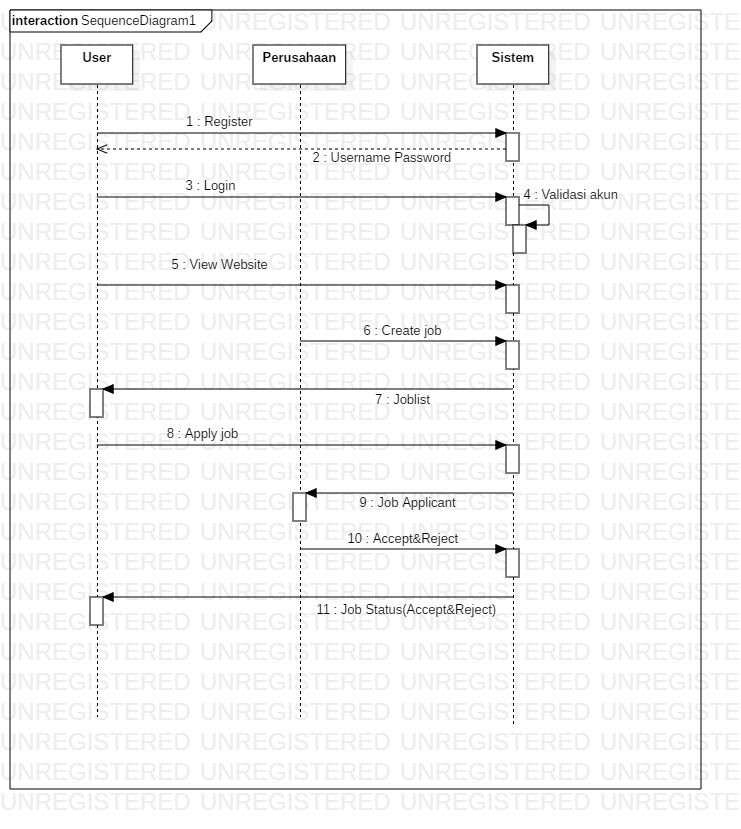 interaction SequenceDiagram1
User
Perusahaan
Sistem
1 : Register
2 : Username Password
3 : Login
4 : Validasi akun
5 : View Website
6 : Create job
7 : Joblist
8 : Apply job
9 : Job Applicant
10 : Accept&Reject
11 : Job Status(Accept&Reject)
UNREGISTERED